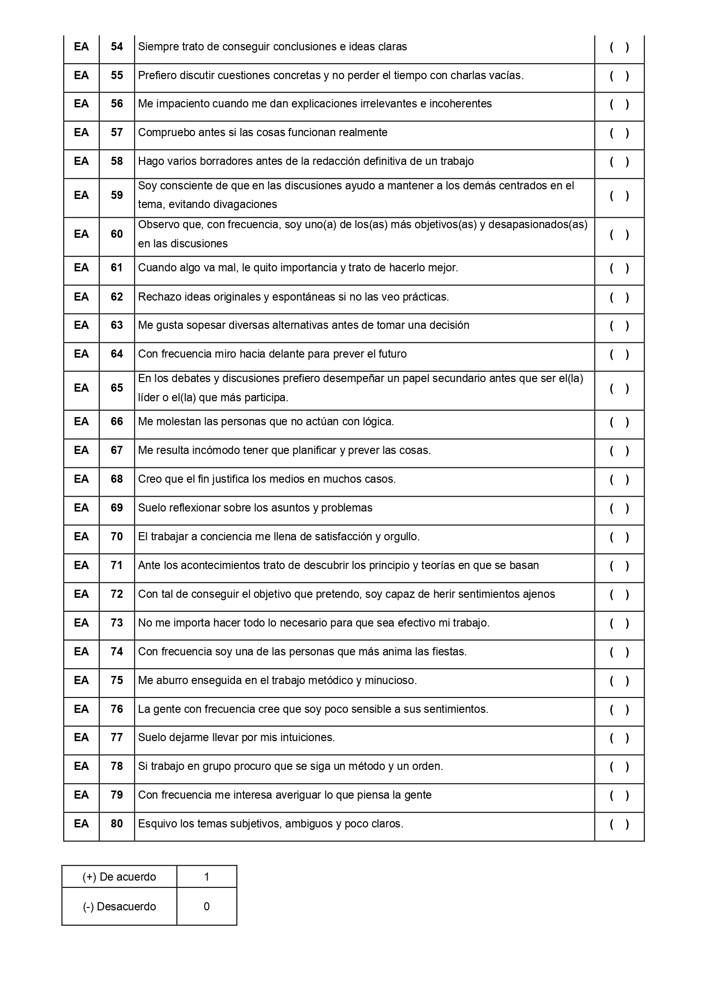 EA 54 Siempre trato de conseguir conclusiones e ideas claras ( )
EA 55 Prefiero discutir cuestiones concretas y no perder el tiempo con charlas vacías. ( )
EA 56 Me impaciento cuando me dan explicaciones irrelevantes e incoherentes ( )
EA 57 Compruebo antes si las cosas funcionan realmente ( )
EA 58 Hago varios borradores antes de la redacción definitiva de un trabajo ( )
EA 59 Soy consciente de que en las discusiones ayudo a mantener a los demás centrados en el
tema, evitando divagaciones ( )
EA 60 Observo que, con frecuencia, soy uno(a) de los(as) más objetivos(as) y desapasionados(as)
en las discusiones ( )
EA 61 Cuando algo va mal, le quito importancia y trato de hacerlo mejor. ( )
EA 62 Rechazo ideas originales y espontáneas si no las veo prácticas. ( )
EA 63 Me gusta sopesar diversas alternativas antes de tomar una decisión ( )
EA 64 Con frecuencia miro hacia delante para prever el futuro ( )
EA 65 En los debates y discusiones prefiero desempeñar un papel secundario antes que ser el(la)
líder o el(la) que más participa. ( )
EA 66 Me molestan las personas que no actúan con lógica. ( )
EA 67 Me resulta incómodo tener que planificar y prever las cosas. ( )
EA 68 Creo que el fin justifica los medios en muchos casos. ( )
EA 69 Suelo reflexionar sobre los asuntos y problemas ( )
EA 70 El trabajar a conciencia me llena de satisfacción y orgullo. ( )
EA 71 Ante los acontecimientos trato de descubrir los principio y teorías en que se basan ( )
EA 72 Con tal de conseguir el objetivo que pretendo, soy capaz de herir sentimientos ajenos ( )
EA 73 No me importa hacer todo lo necesario para que sea efectivo mi trabajo. ( )
EA 74 Con frecuencia soy una de las personas que más anima las fiestas. ( )
EA 75 Me aburro enseguida en el trabajo metódico y minucioso. ( )
EA 76 La gente con frecuencia cree que soy poco sensible a sus sentimientos. ( )
EA 77 Suelo dejarme llevar por mis intuiciones. ( )
EA 78 Si trabajo en grupo procuro que se siga un método y un orden. ( )
EA 79 Con frecuencia me interesa averiguar lo que piensa la gente ( )
EA 80 Esquivo los temas subjetivos, ambiguos y poco claros. ( )
(+) De acuerdo 1
(-) Desacuerdo 0